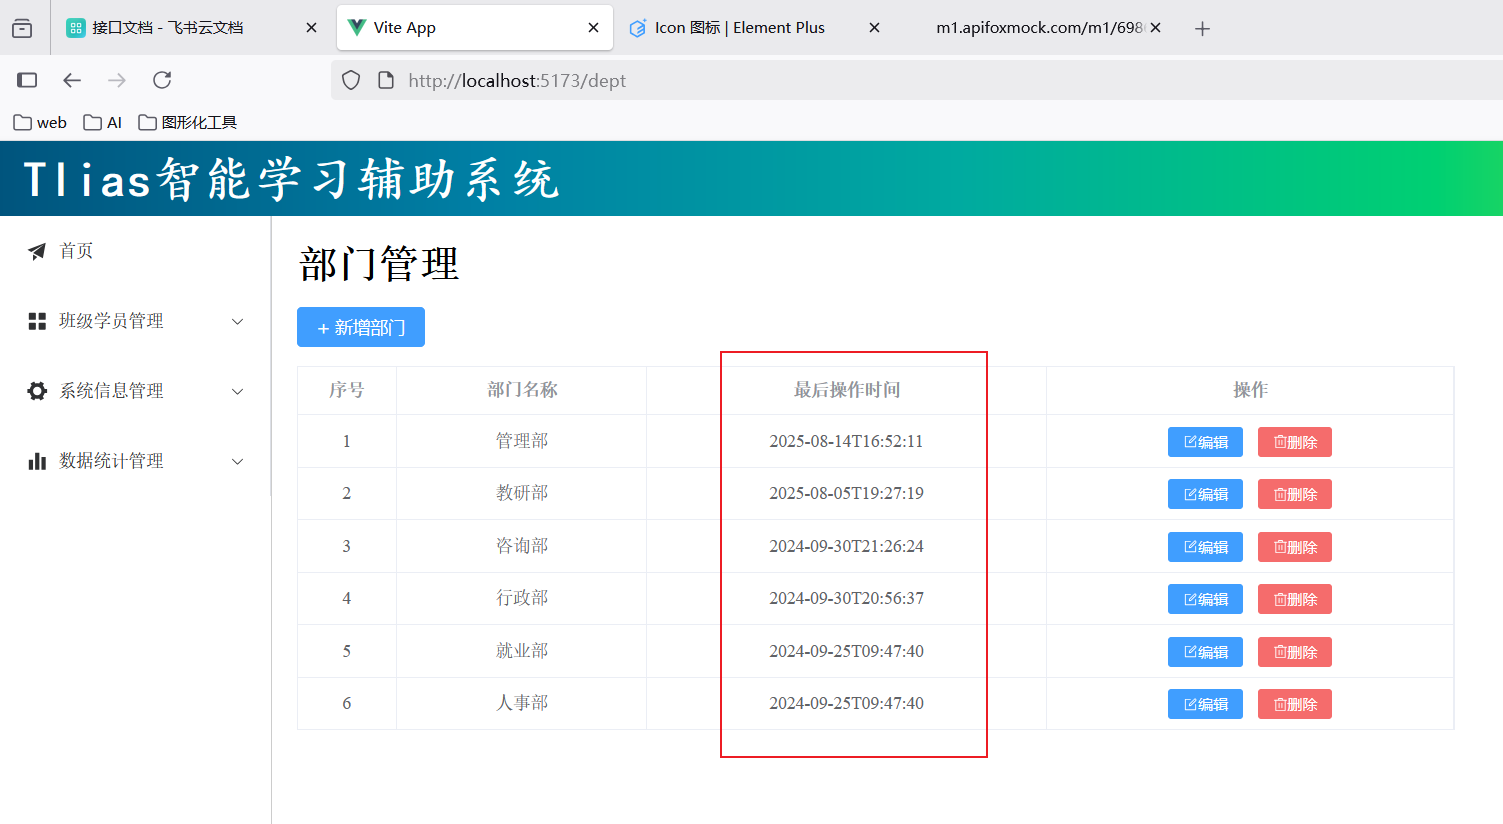 接口文档 - 飞书云文档
Vite App
Icon 图标 | Element Plus
m1.apifoxmock.com/m1/698
http://localhost:5173/dept
web
AI
图形化工具
Tlias智能学习辅助系统
首页
班级学员管理
系统信息管理
数据统计管理
部门管理
+ 新增部门
序号 部门名称 最后操作时间 操作
1 管理部 2025-08-14T16:52:11 编辑 删除
2 教研部 2025-08-05T19:27:19 编辑 删除
3 咨询部 2024-09-30T21:26:24 编辑 删除
4 行政部 2024-09-30T20:56:37 编辑 删除
5 就业部 2024-09-25T09:47:40 编辑 删除
6 人事部 2024-09-25T09:47:40 编辑 删除